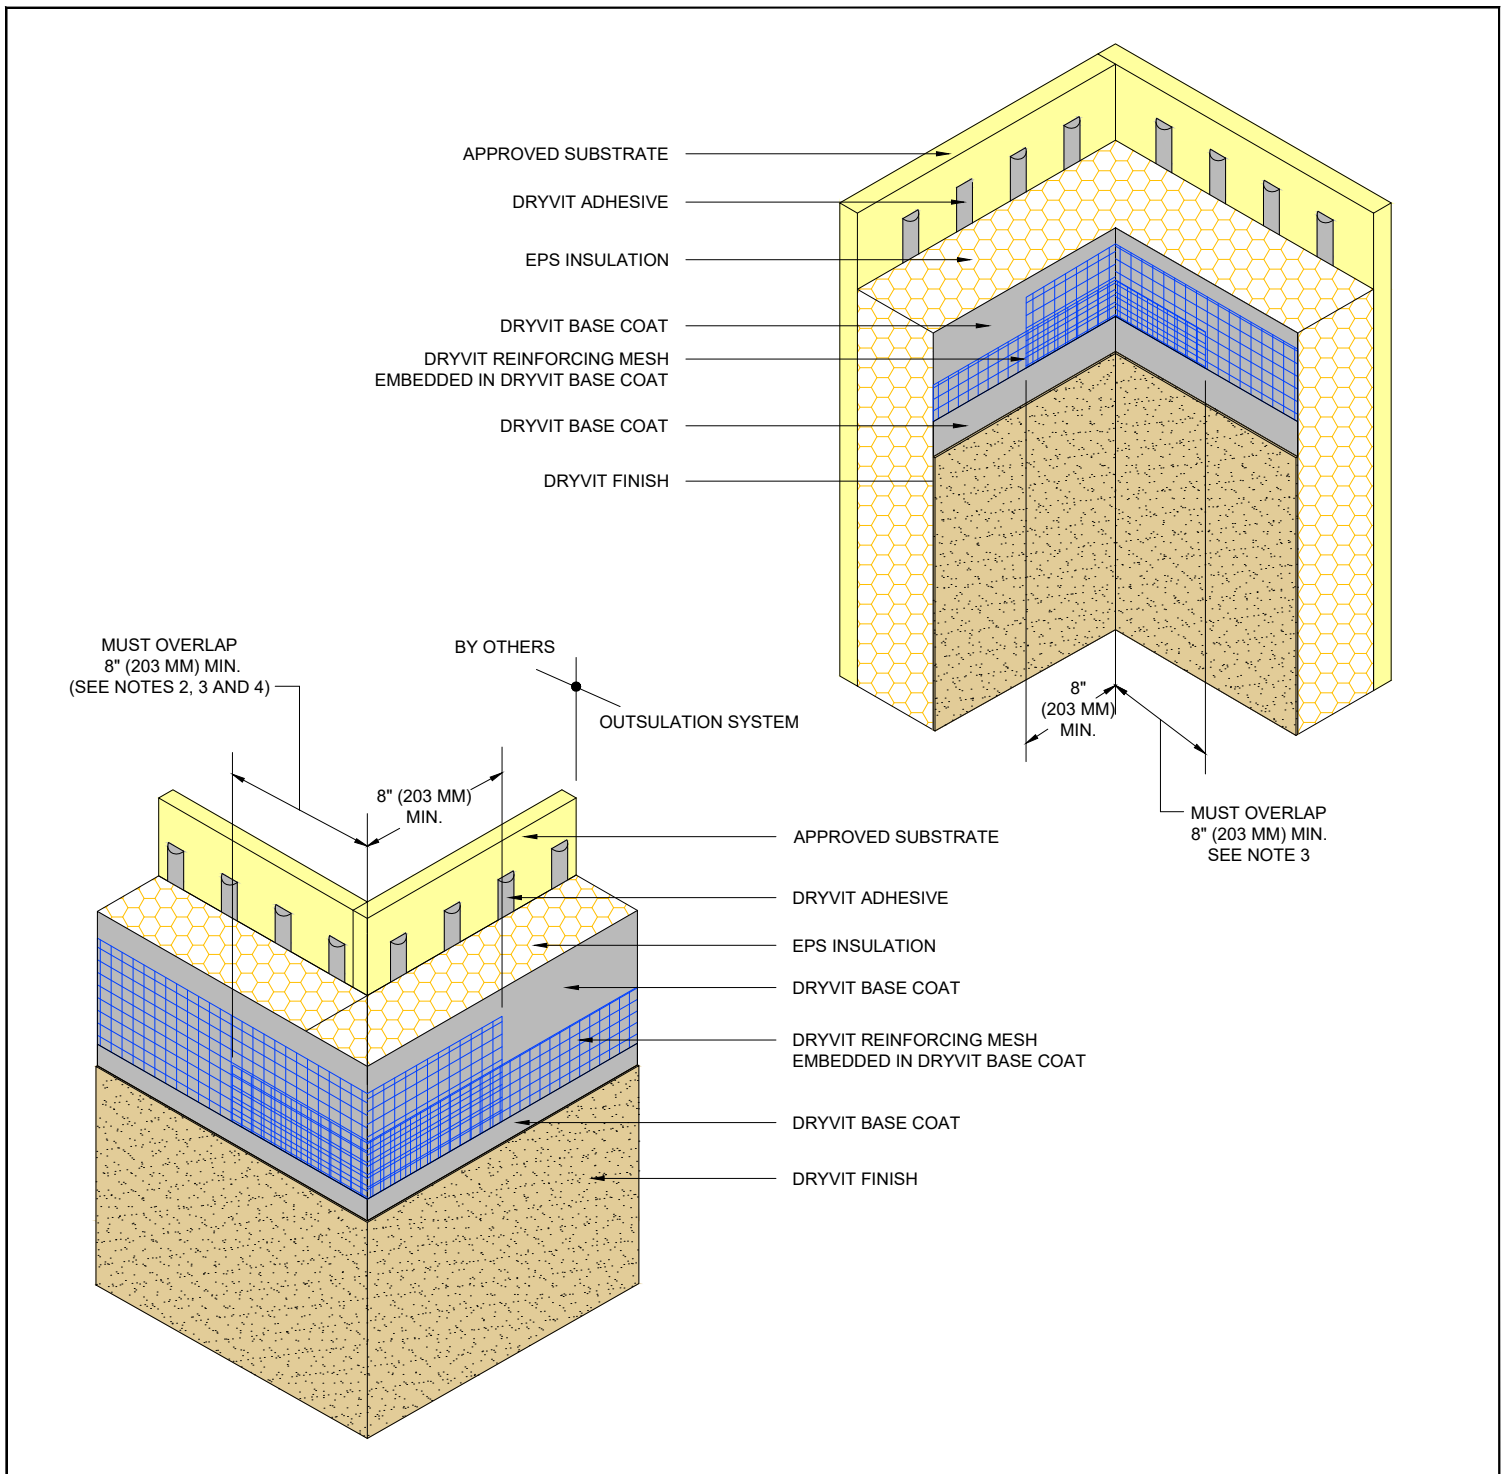 APPROVED SUBSTRATE
DRYVIT ADHESIVE
EPS INSULATION
DRYVIT BASE COAT
DRYVIT REINFORCING MESH
EMBEDDED IN DRYVIT BASE COAT
DRYVIT BASE COAT
DRYVIT FINISH
MUST OVERLAP
8" (203 MM) MIN.
(SEE NOTES 2, 3 AND 4)
BY OTHERS
OUTSULATION SYSTEM
8"
(203 MM)
MIN.
8" (203 MM)
MIN.
MUST OVERLAP
8" (203 MM) MIN.
SEE NOTE 3
APPROVED SUBSTRATE
DRYVIT ADHESIVE
EPS INSULATION
DRYVIT BASE COAT
DRYVIT REINFORCING MESH
EMBEDDED IN DRYVIT BASE COAT
DRYVIT BASE COAT
DRYVIT FINISH